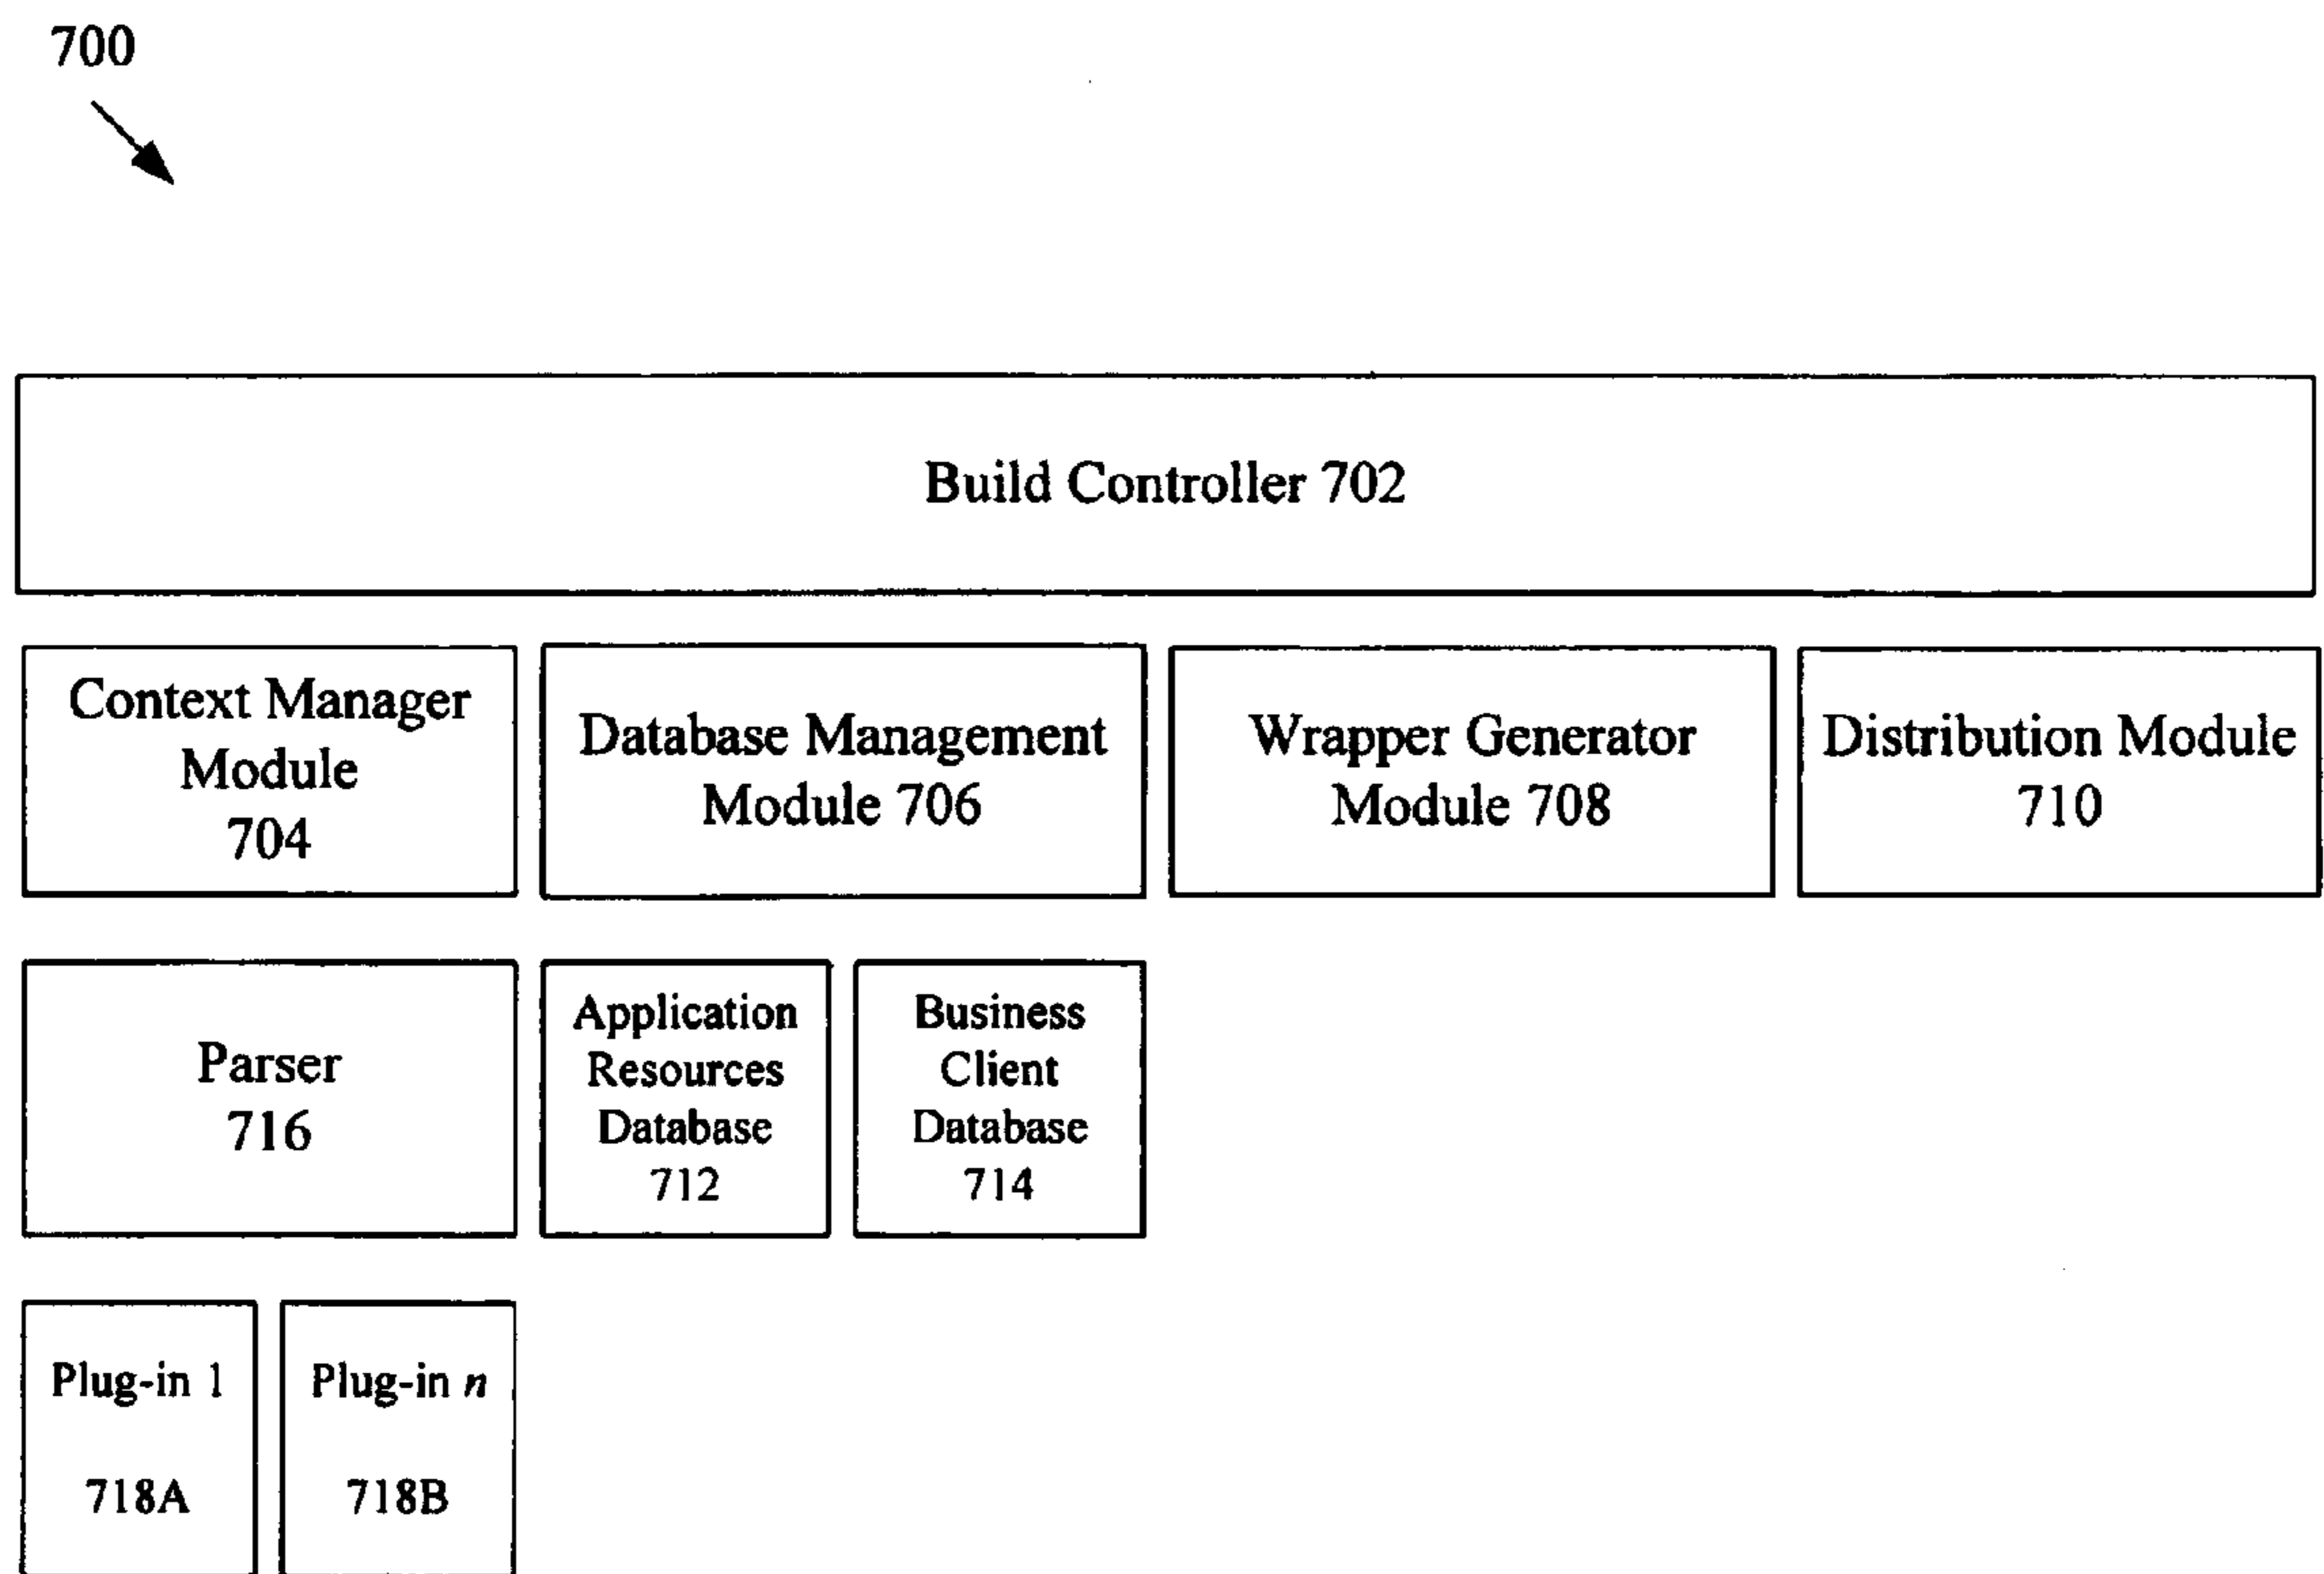 700
Build Controller 702
Context Manager
Module
704
Database Management
Module 706
Wrapper Generator
Module 708
Distribution Module
710
Parser
716
Application
Resources
Database
712
Business
Client
Database
714
Plug-in 1
718A
Plug-in n
718B